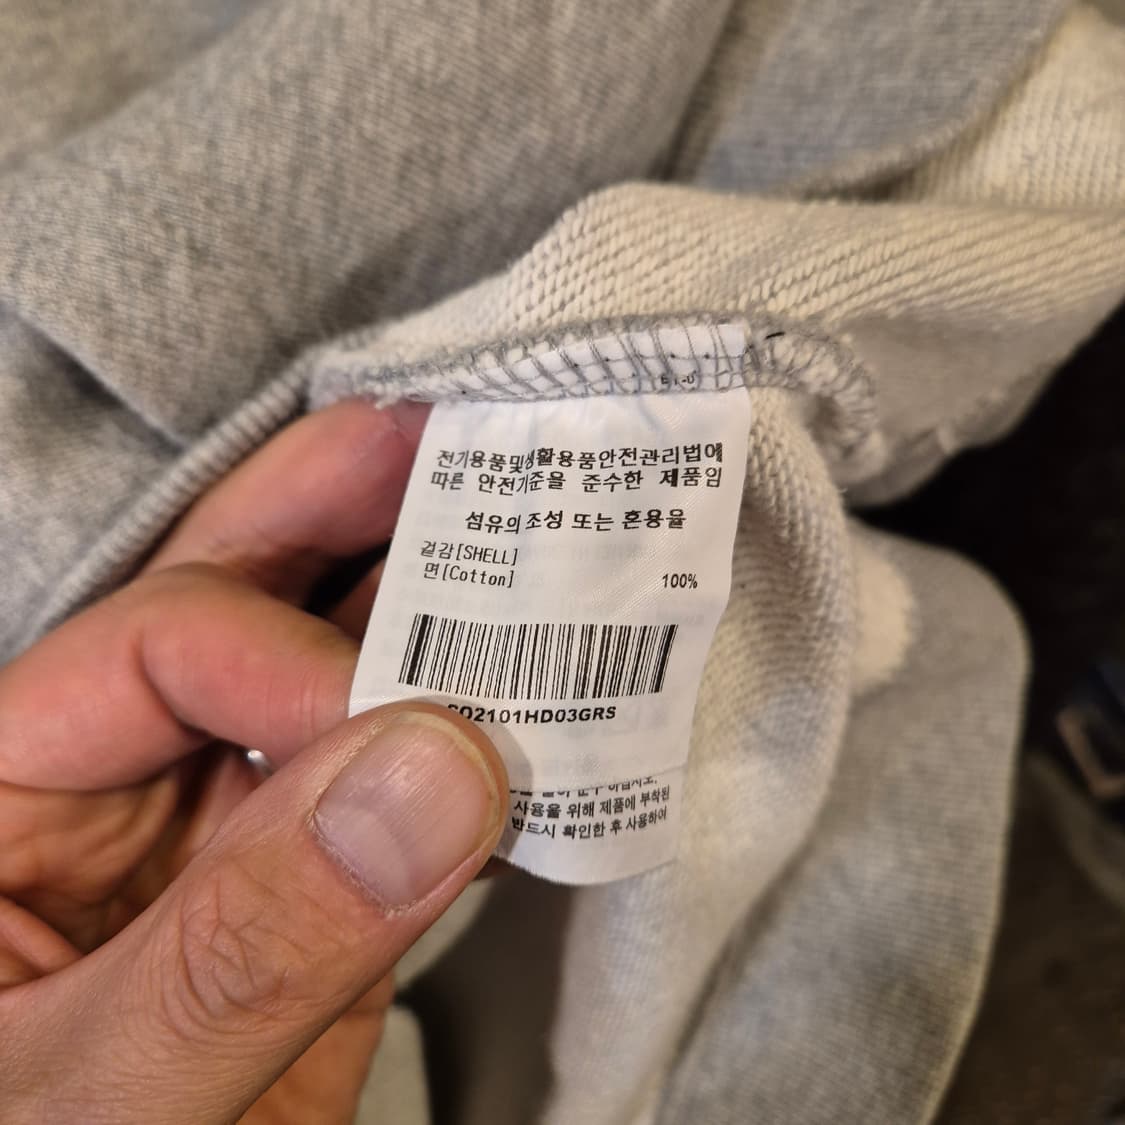 전기용품및생활용품안전관리법에
따른 안전기준을 준수한 제품임
섬유의 조성 또는 혼용율
겉감[SHELL]
면[Cotton] 100%
SO2101HD03GRS
사용을 위해 제품에 부착된
반드시 확인한 후 사용하여